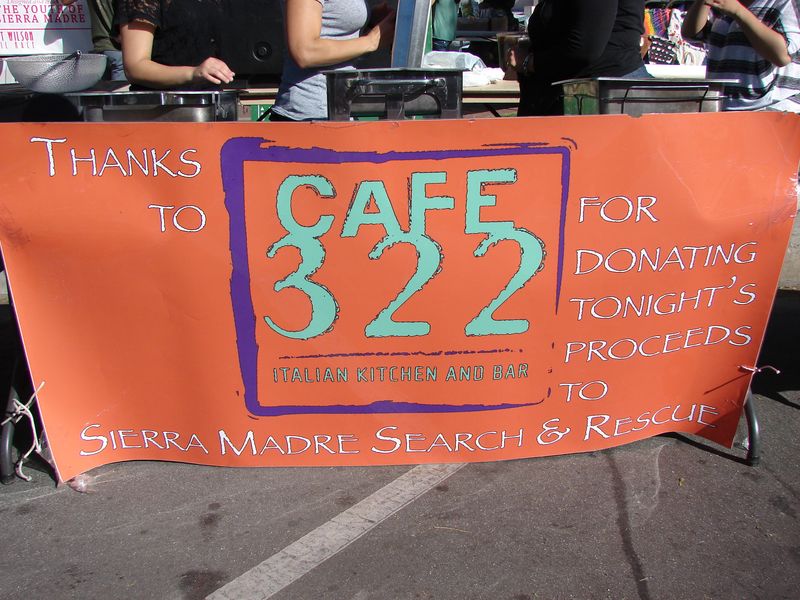 THE YOUTH OF
SIERRA MADRE
T WILSON
THANKS
TO
CAFE
322
ITALIAN KITCHEN AND BAR
FOR
DONATING
TONIGHT'S
PROCEEDS
TO
SIERRA MADRE SEARCH & RESCUE